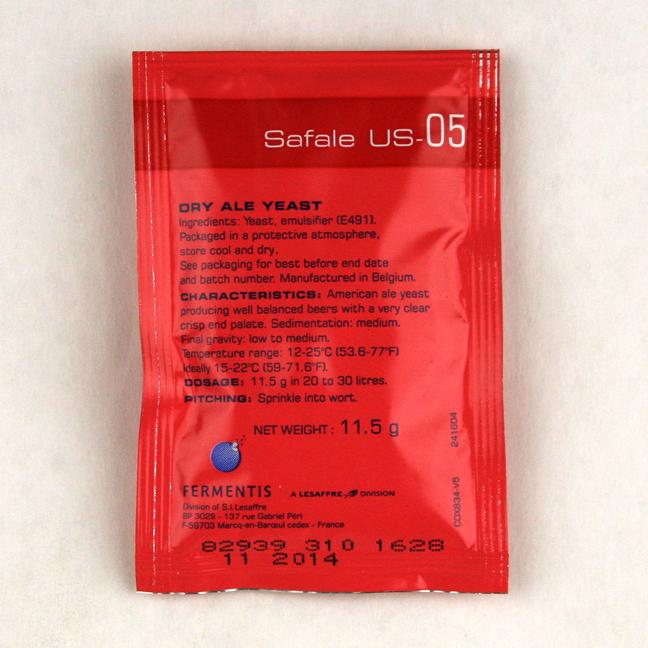 Safale US-05
DRY ALE YEAST
Ingredients: Yeast, emulsifier (E491).
Packaged in a protective atmosphere,
store cool and dry.
See packaging for best before end date
and batch number. Manufactured in Belgium.
CHARACTERISTICS: American ale yeast
producing well balanced beers with a very clear
crisp end palate. Sedimentation: medium.
Final gravity: low to medium.
Temperature range: 12-25°C (53.6-77°F)
ideally 15-22°C (59-71.6°F).
DOSAGE: 11.5 g in 20 to 30 litres.
PITCHING: Sprinkle into wort.
NET WEIGHT: 11.5 g
241604
CDX834-V5
FERMENTIS A LESAFFRE DIVISION
Division of S.I.Lesaffre
BP 3029 - 137 rue Gabriel Péri
F-59703 Marcq-en-Barœul cedex - France
82939 310 1628
11 2014